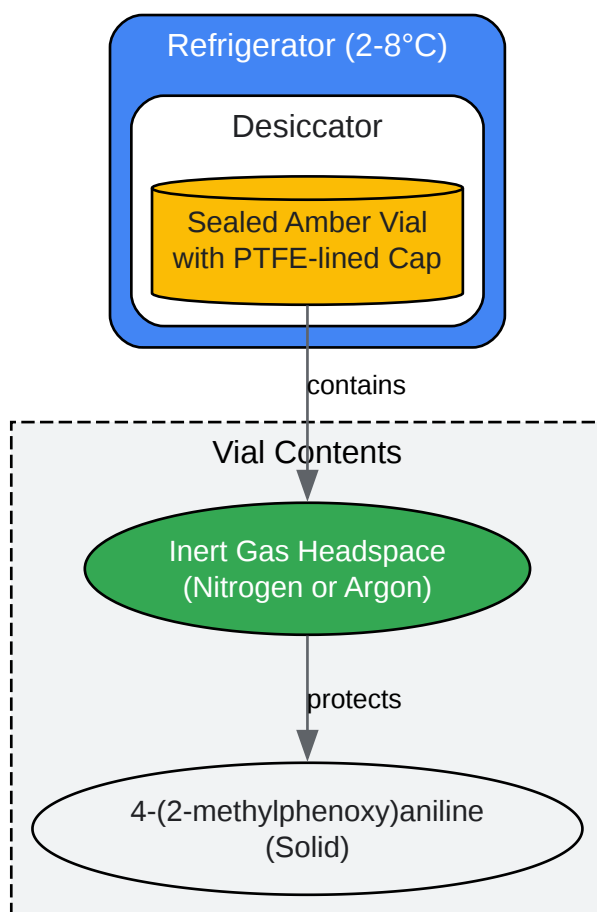 Refrigerator (2-8°C)
Desiccator
Sealed Amber Vial
with PTFE-lined Cap
contains
Vial Contents
Inert Gas Headspace
(Nitrogen or Argon)
protects
4-(2-methylphenoxy)aniline
(Solid)